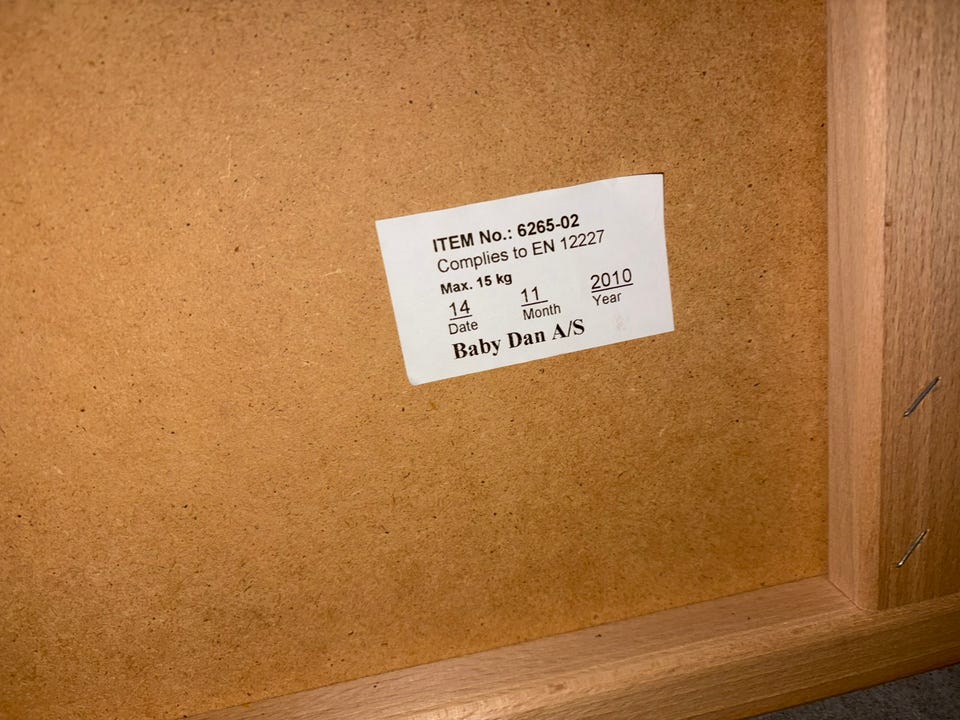 ITEM No.: 6265-02
Complies to EN 12227
Max. 15 kg
14 11 2010
Date Month Year
Baby Dan A/S